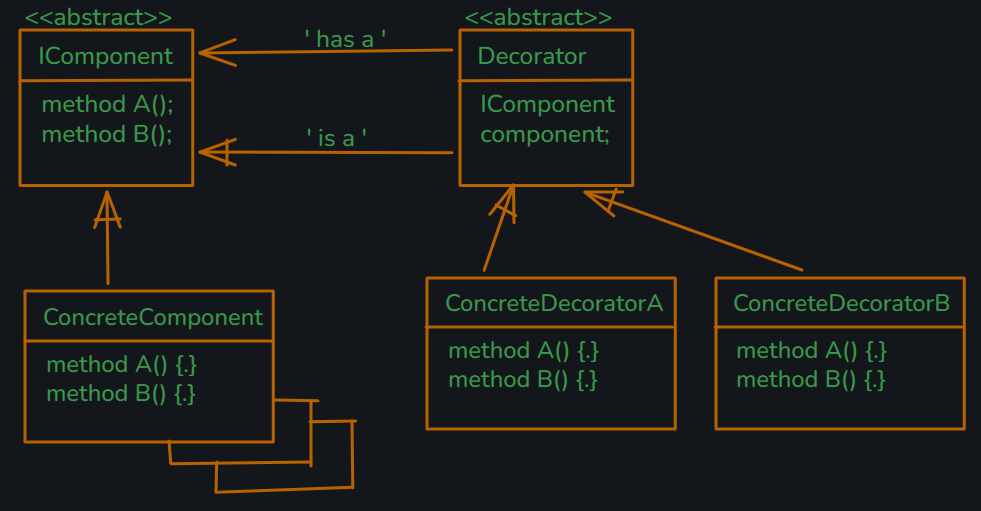 <<abstract>>
IComponent
method A();
method B();
' has a '
' is a '
<<abstract>>
Decorator
IComponent
component;
ConcreteComponent
method A() {.}
method B() {.}
ConcreteDecoratorA
method A() {.}
method B() {.}
ConcreteDecoratorB
method A() {.}
method B() {.}